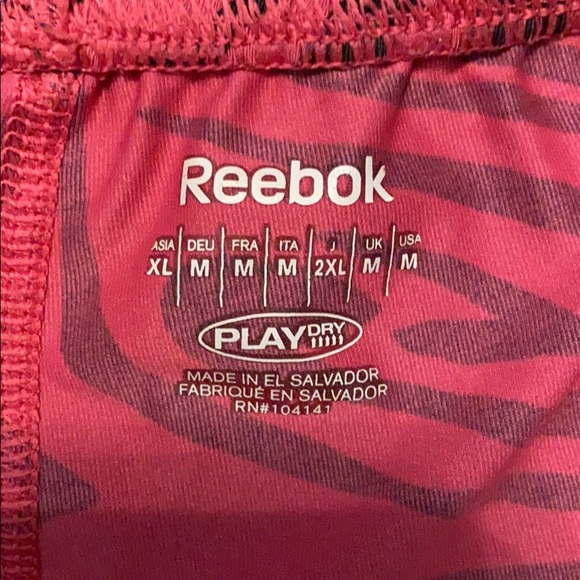 Reebok
ASIA DEU FRA ITA J UK USA
XL M M M 2XL M M
PLAYDRY
MADE IN EL SALVADOR
FABRIQUÉ EN SALVADOR
RN#104141